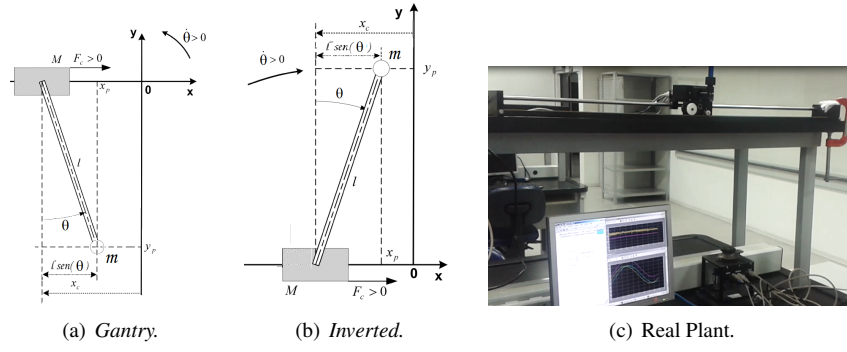 y
θ̇>0
M
F_c>0
x_p
0
x
l
θ
m
y_p
l sen(θ)
x_c
y
x_c
l sen(θ)
m
θ̇>0
y_p
θ
l
x_p
0
x
M
F_c>0
(a) Gantry.
(b) Inverted.
(c) Real Plant.